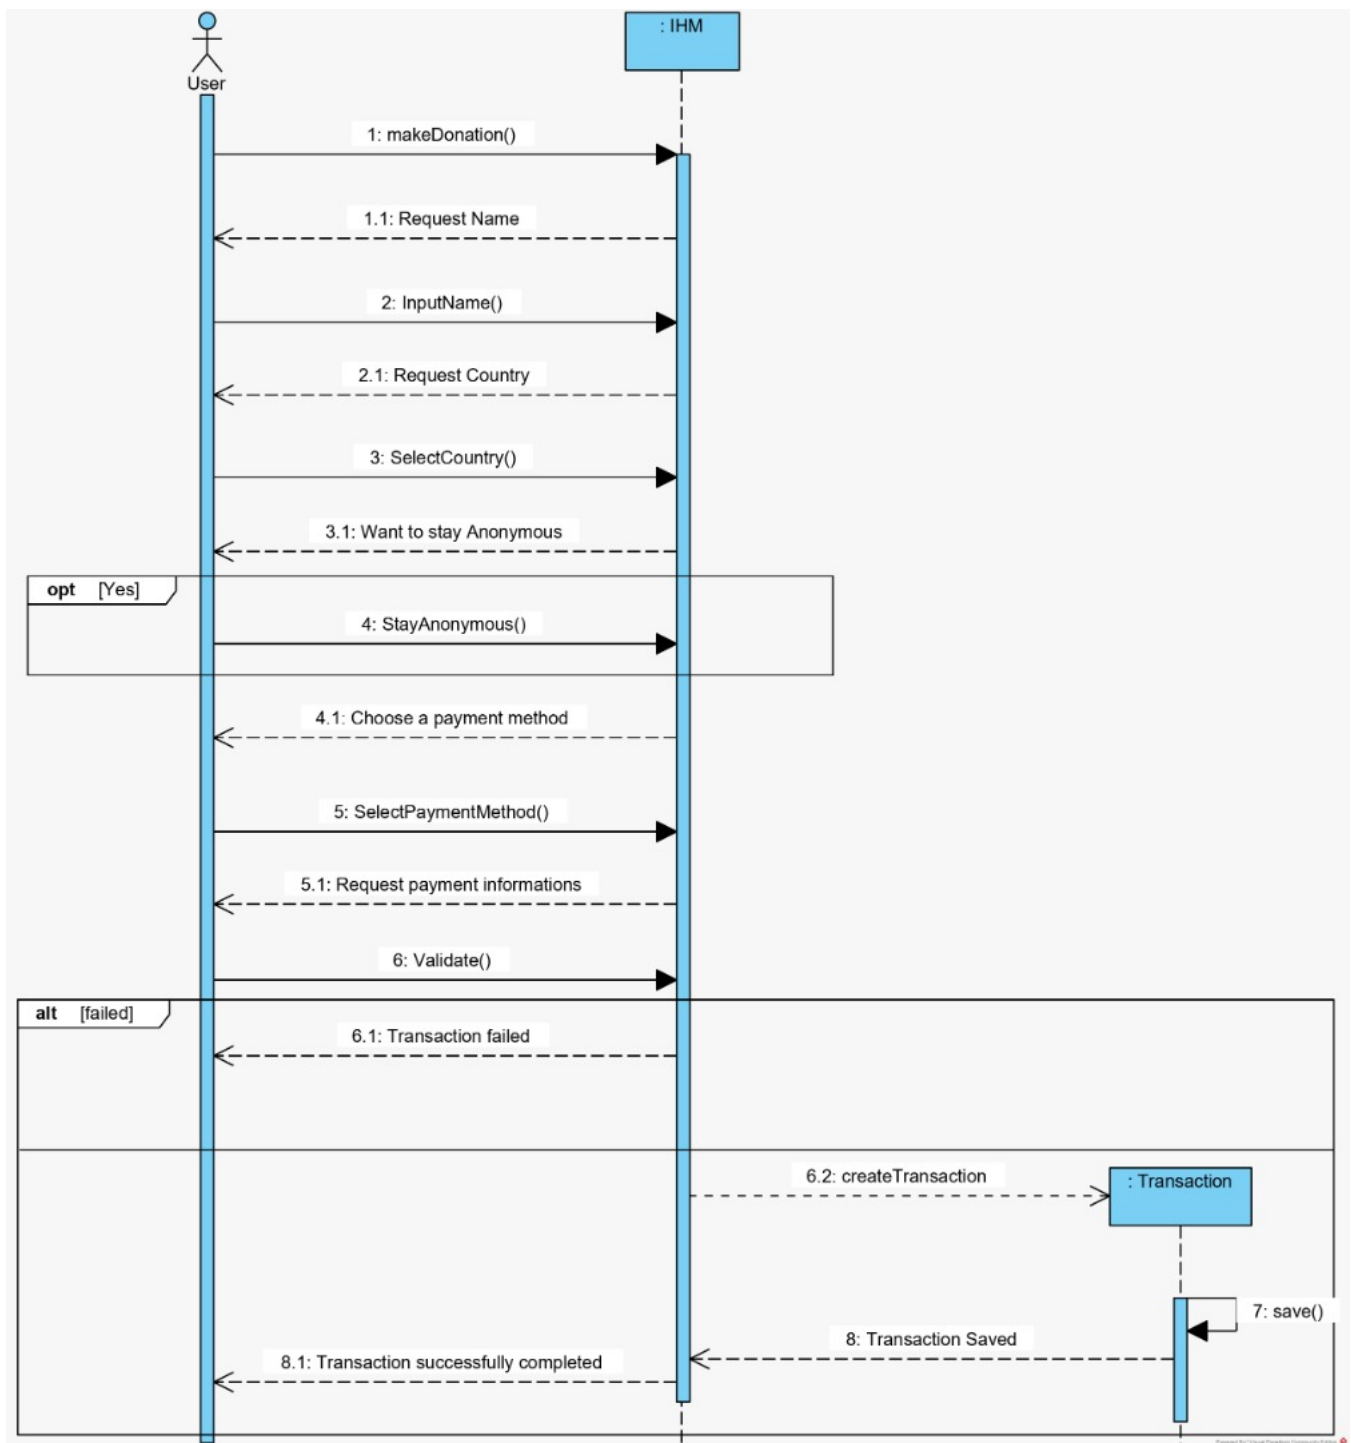 : IHM
User
1: makeDonation()
1.1: Request Name
2: InputName()
2.1: Request Country
3: SelectCountry()
3.1: Want to stay Anonymous
opt [Yes]
4: StayAnonymous()
4.1: Choose a payment method
5: SelectPaymentMethod()
5.1: Request payment informations
6: Validate()
alt [failed]
6.1: Transaction failed
6.2: createTransaction
: Transaction
7: save()
8: Transaction Saved
8.1: Transaction successfully completed